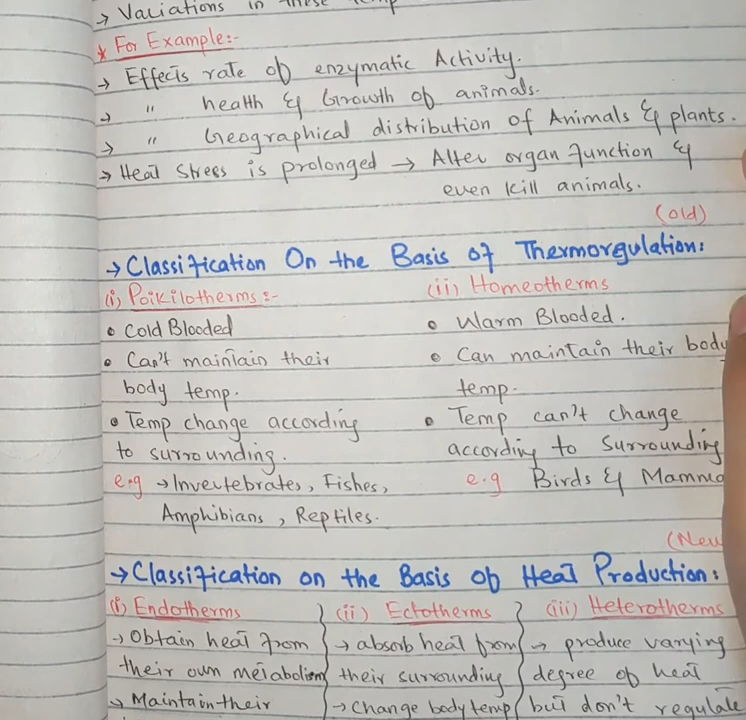 → Variations in these temp
* For Example:-
→ Effects rate of enzymatic Activity.
→ " health & Growth of animals.
→ " Geographical distribution of Animals & plants.
→ Heat Stress is prolonged → Alter organ function &
even kill animals.
(old)
→ Classification On the Basis of Thermorgulation:
(i) Poikilotherms:-
• Cold Blooded
• Can't maintain their
body temp.
• Temp change according
to surrounding.
e.g → Invertebrates, Fishes,
Amphibians, Reptiles.
(ii) Homeotherms
• Warm Blooded.
• Can maintain their body
temp.
• Temp can't change
according to Surrounding
e.g Birds & Mamma
(New
→ Classification on the Basis of Heat Production:
(i) Endotherms
→ Obtain heat from
their own metabolism
→ Maintain their
(ii) Ectotherms
→ absorb heat from
their surrounding
→ Change body temp
(iii) Heterotherms
→ produce varying
degree of heat
but don't regulate